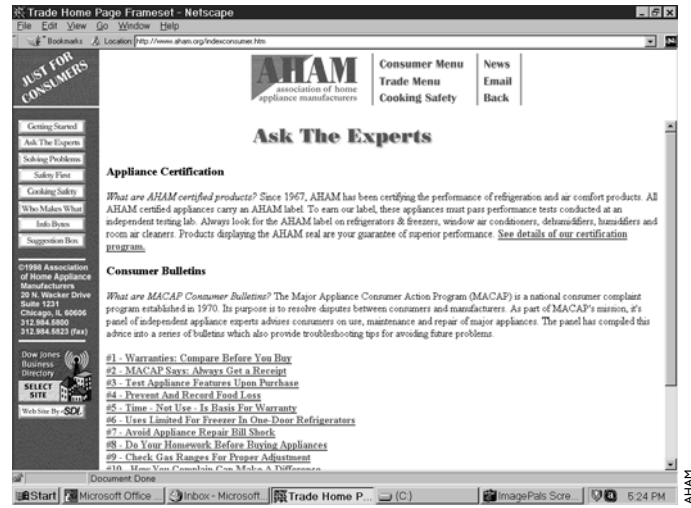 Trade Home Page Frameset - Netscape
File Edit View Go Window Help
Bookmarks Location: http://www.aham.org/indexconsumer.htm
JUST FOR
CONSUMERS
AHAM
association of home
appliance manufacturers
Consumer Menu
Trade Menu
Cooking Safety
News
Email
Back
Getting Started
Ask The Experts
Solving Problems
Safety First
Cooking Safety
Who Makes What
Info Bytes
Suggestion Box
©1998 Association
of Home Appliance
Manufacturers
20 N. Wacker Drive
Suite 1231
Chicago, IL 60606
312.984.5800
312.984.5823 (fax)
Dow Jones
Business
Directory
SELECT
SITE
Web Site By SDL
Ask The Experts
Appliance Certification
What are AHAM certified products? Since 1967, AHAM has been certifying the performance of refrigeration and air comfort products. All
AHAM certified appliances carry an AHAM label. To earn our label, these appliances must pass performance tests conducted at an
independent testing lab. Always look for the AHAM label on refrigerators & freezers, window air conditioners, dehumidifiers, humidifiers and
room air cleaners. Products displaying the AHAM seal are your guarantee of superior performance. See details of our certification
program.
Consumer Bulletins
What are MACAP Consumer Bulletins? The Major Appliance Consumer Action Program (MACAP) is a national consumer complaint
program established in 1970. Its purpose is to resolve disputes between consumers and manufacturers. As part of MACAP's mission, it's
panel of independent appliance experts advises consumers on use, maintenance and repair of major appliances. The panel has compiled this
advice into a series of bulletins which also provide troubleshooting tips for avoiding future problems.
#1 - Warranties: Compare Before You Buy
#2 - MACAP Says: Always Get a Receipt
#3 - Test Appliance Features Upon Purchase
#4 - Prevent And Record Food Loss
#5 - Time - Not Use - Is Basis For Warranty
#6 - Uses Limited For Freezer In One-Door Refrigerators
#7 - Avoid Appliance Repair Bill Shock
#8 - Do Your Homework Before Buying Appliances
#9 - Check Gas Ranges For Proper Adjustment
#10 - How You Complain Can Make A Difference
Document Done
Start Microsoft Office ... Inbox - Microsoft... Trade Home P... (C:) ImagePals Scre... 5:24 PM
AHAM